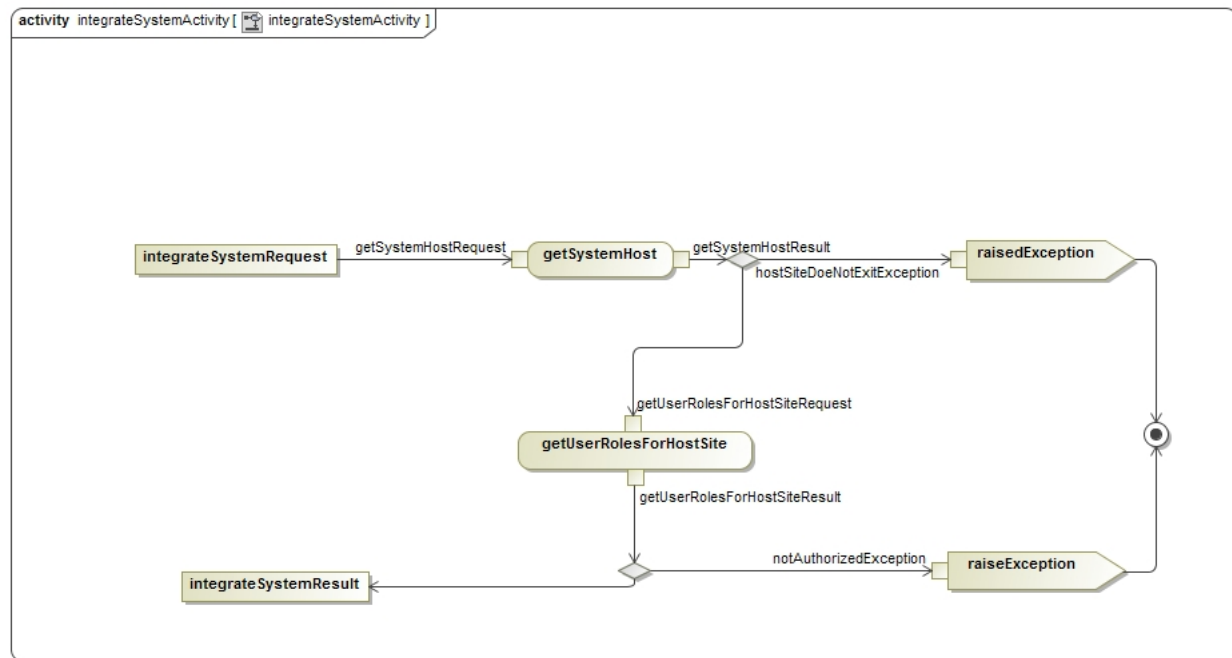 activity integrateSystemActivity [ integrateSystemActivity ]
getSystemHostRequest
getSystemHostResult
integrateSystemRequest
getSystemHost
raisedException
hostSiteDoeNotExitException
getUserRolesForHostSiteRequest
getUserRolesForHostSite
getUserRolesForHostSiteResult
notAuthorizedException
raiseException
integrateSystemResult